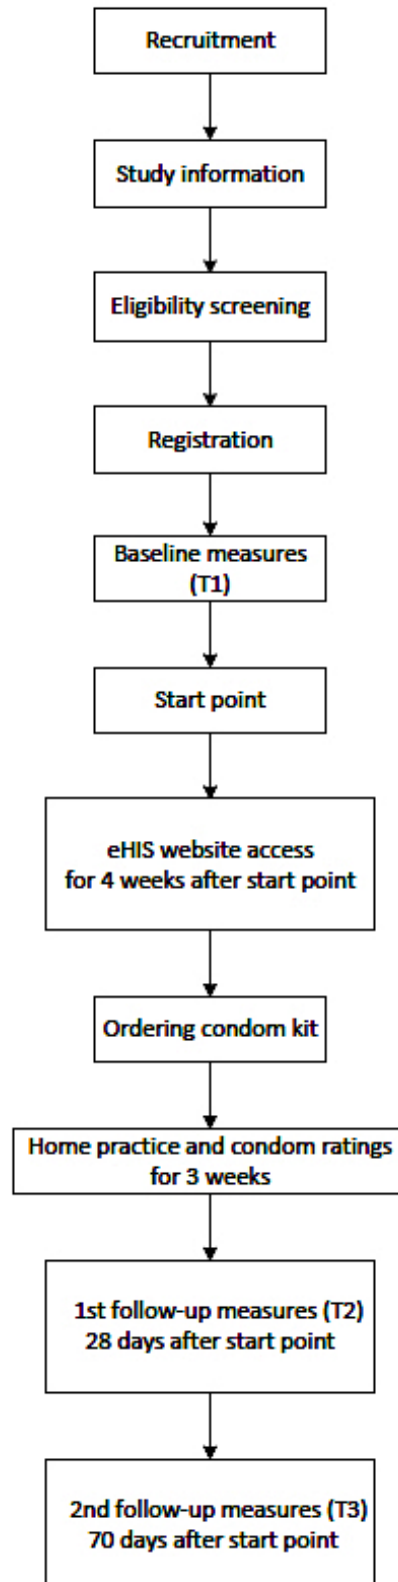 Recruitment
Study information
Eligibility screening
Registration
Baseline measures
(T1)
Start point
eHIS website access
for 4 weeks after start point
Ordering condom kit
Home practice and condom ratings
for 3 weeks
1st follow-up measures (T2)
28 days after start point
2nd follow-up measures (T3)
70 days after start point